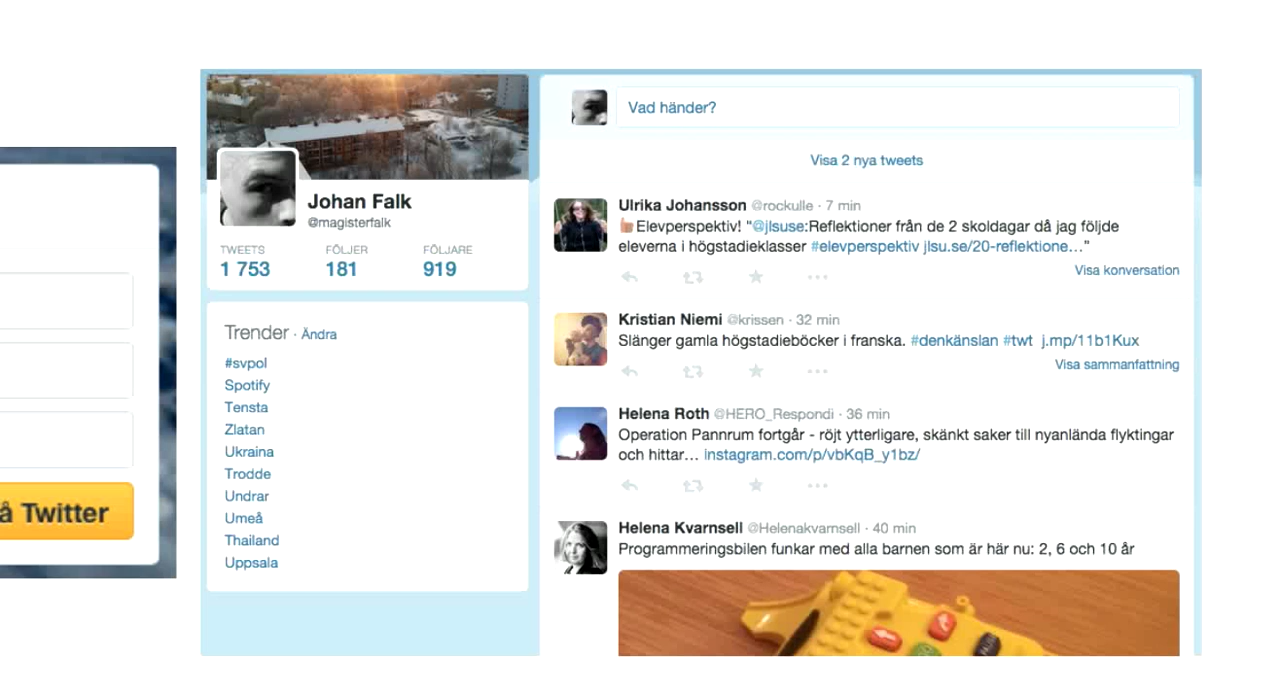 å Twitter
Johan Falk
@magisterfalk
TWEETS FÖLJER FÖLJARE
1 753 181 919
Trender · Ändra
#svpol
Spotify
Tensta
Zlatan
Ukraina
Trodde
Undrar
Umeå
Thailand
Uppsala
Vad händer?
Visa 2 nya tweets
Ulrika Johansson @rockulle · 7 min
Elevperspektiv! "@jlsuse:Reflektioner från de 2 skoldagar då jag följde
eleverna i högstadieklasser #elevperspektiv jlsu.se/20-reflektione…"
Visa konversation
Kristian Niemi @krissen · 32 min
Slänger gamla högstadieböcker i franska. #denkänslan #twt j.mp/11b1Kux
Visa sammanfattning
Helena Roth @HERO_Respondi · 36 min
Operation Pannrum fortgår - röjt ytterligare, skänkt saker till nyanlända flyktingar
och hittar… instagram.com/p/vbKqB_y1bz/
Helena Kvarnsell @Helenakvarnsell · 40 min
Programmeringsbilen funkar med alla barnen som är här nu: 2, 6 och 10 år